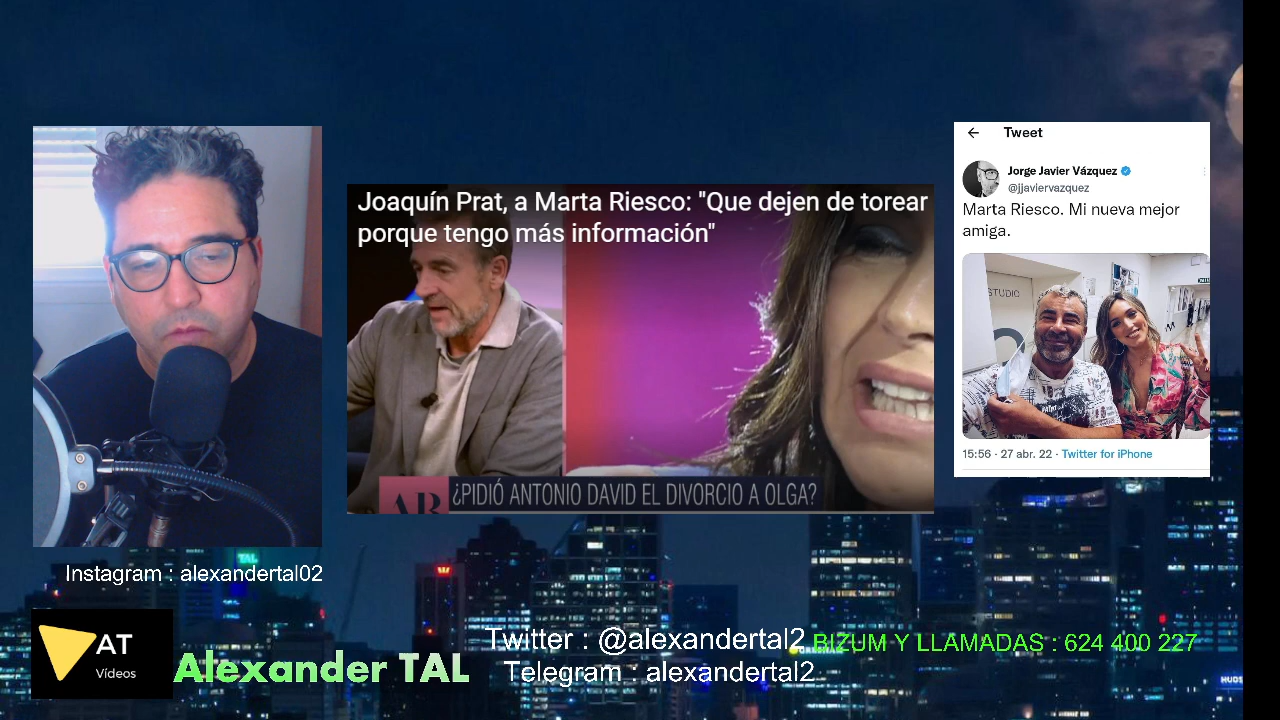 Joaquín Prat, a Marta Riesco: "Que dejen de torear
porque tengo más información"
AR
¿PIDIÓ ANTONIO DAVID EL DIVORCIO A OLGA?
Tweet
Jorge Javier Vázquez
@jjaviervazquez
Marta Riesco. Mi nueva mejor
amiga.
STUDIO
15:56 · 27 abr. 22 · Twitter for iPhone
TAL
Instagram : alexandertal02
AT
Vídeos
Alexander TAL
Twitter : @alexandertal2
Telegram : alexandertal2
BIZUM Y LLAMADAS : 624 400 227